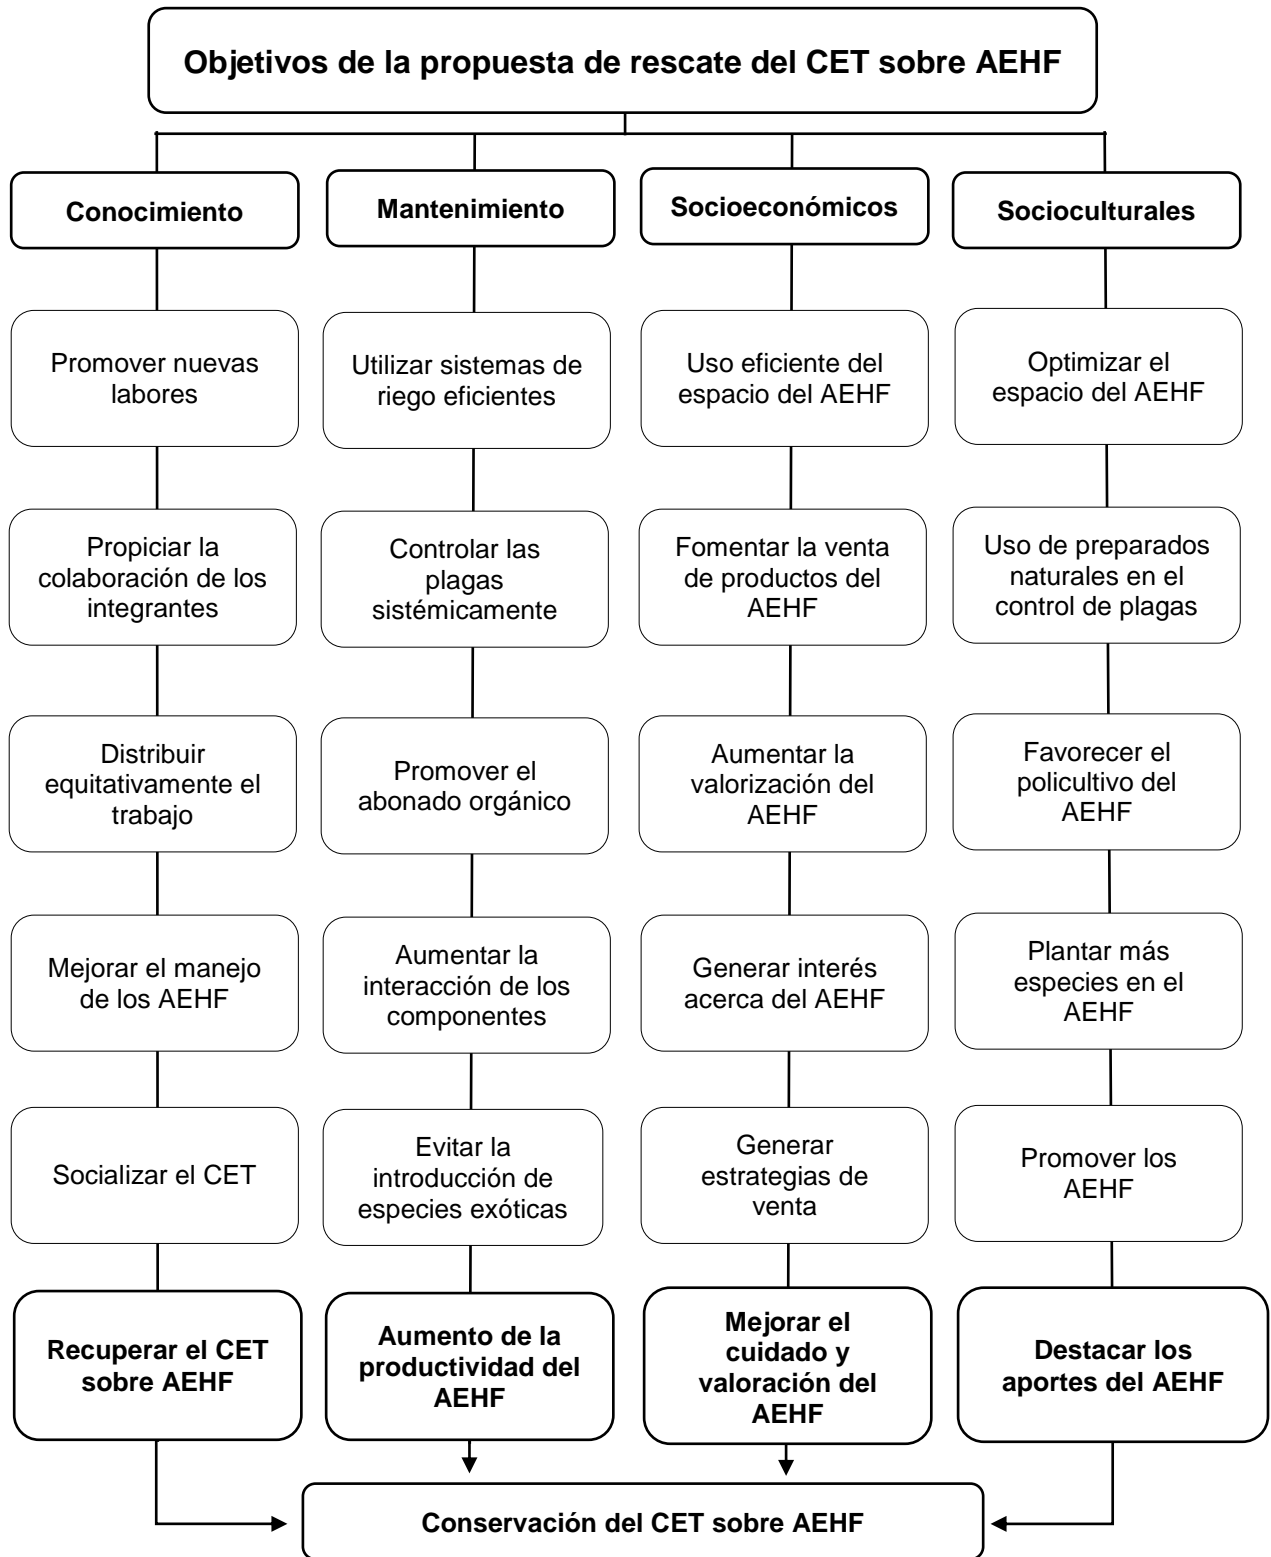 Objetivos de la propuesta de rescate del CET sobre AEHF
Conocimiento
Mantenimiento
Socioeconómicos
Socioculturales
Promover nuevas
labores
Utilizar sistemas de
riego eficientes
Uso eficiente del
espacio del AEHF
Optimizar el
espacio del AEHF
Propiciar la
colaboración de los
integrantes
Controlar las
plagas
sistémicamente
Fomentar la venta
de productos del
AEHF
Uso de preparados
naturales en el
control de plagas
Distribuir
equitativamente el
trabajo
Promover el
abonado orgánico
Aumentar la
valorización del
AEHF
Favorecer el
policultivo del
AEHF
Mejorar el manejo
de los AEHF
Aumentar la
interacción de los
componentes
Generar interés
acerca del AEHF
Plantar más
especies en el
AEHF
Socializar el CET
Evitar la
introducción de
especies exóticas
Generar
estrategias de
venta
Promover los
AEHF
Recuperar el CET
sobre AEHF
Aumento de la
productividad del
AEHF
Mejorar el
cuidado y
valoración del
AEHF
Destacar los
aportes del AEHF
Conservación del CET sobre AEHF